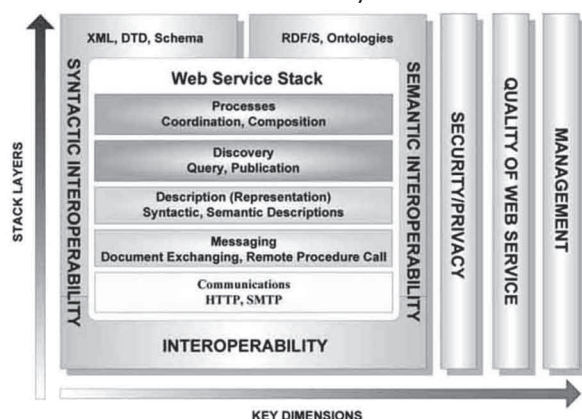 XML, DTD, Schema
RDF/S, Ontologies
Web Service Stack
Processes
Coordination, Composition
Discovery
Query, Publication
Description (Representation)
Syntactic, Semantic Descriptions
Messaging
Document Exchanging, Remote Procedure Call
Communications
HTTP, SMTP
INTEROPERABILITY
SYNTACTIC INTEROPERABILITY
SEMANTIC INTEROPERABILITY
SECURITY/PRIVACY
QUALITY OF WEB SERVICE
MANAGEMENT
STACK LAYERS
KEY DIMENSIONS